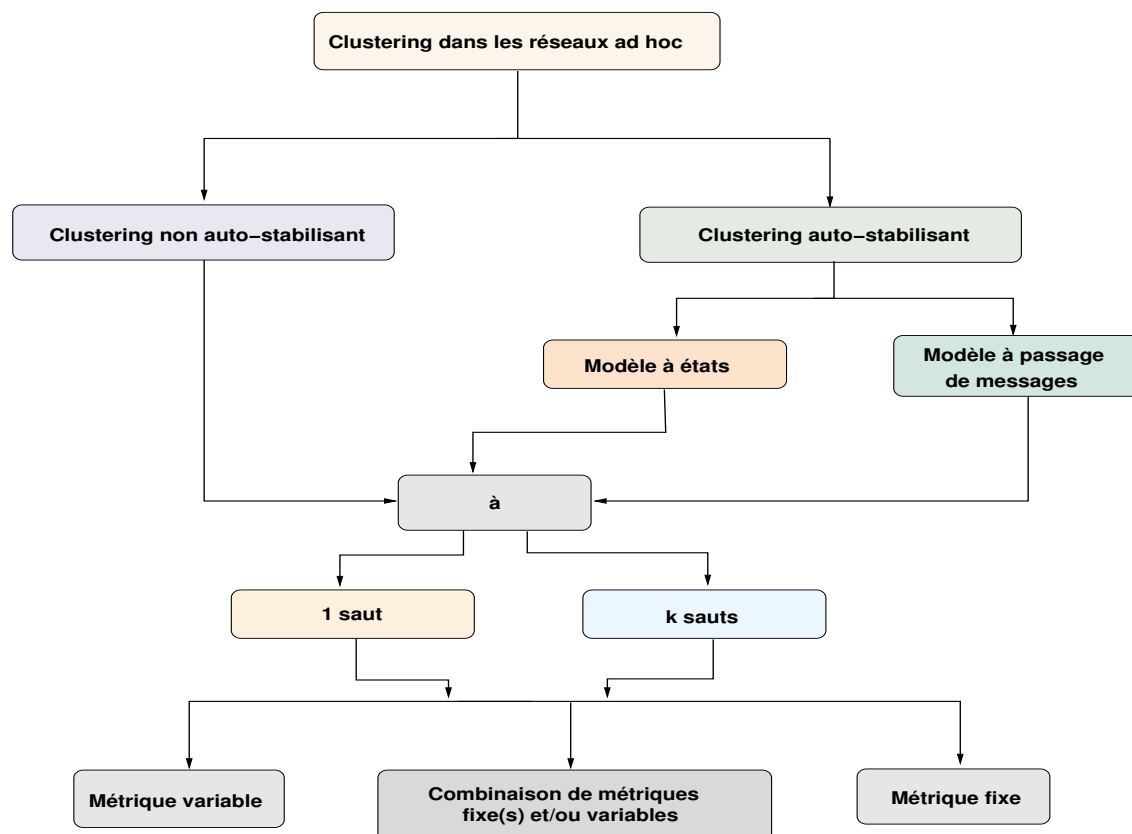 Clustering dans les réseaux ad hoc
Clustering non auto−stabilisant
Clustering auto−stabilisant
Modèle à états
Modèle à passage
de messages
à
1 saut
k sauts
Métrique variable
Combinaison de métriques
fixe(s) et/ou variables
Métrique fixe